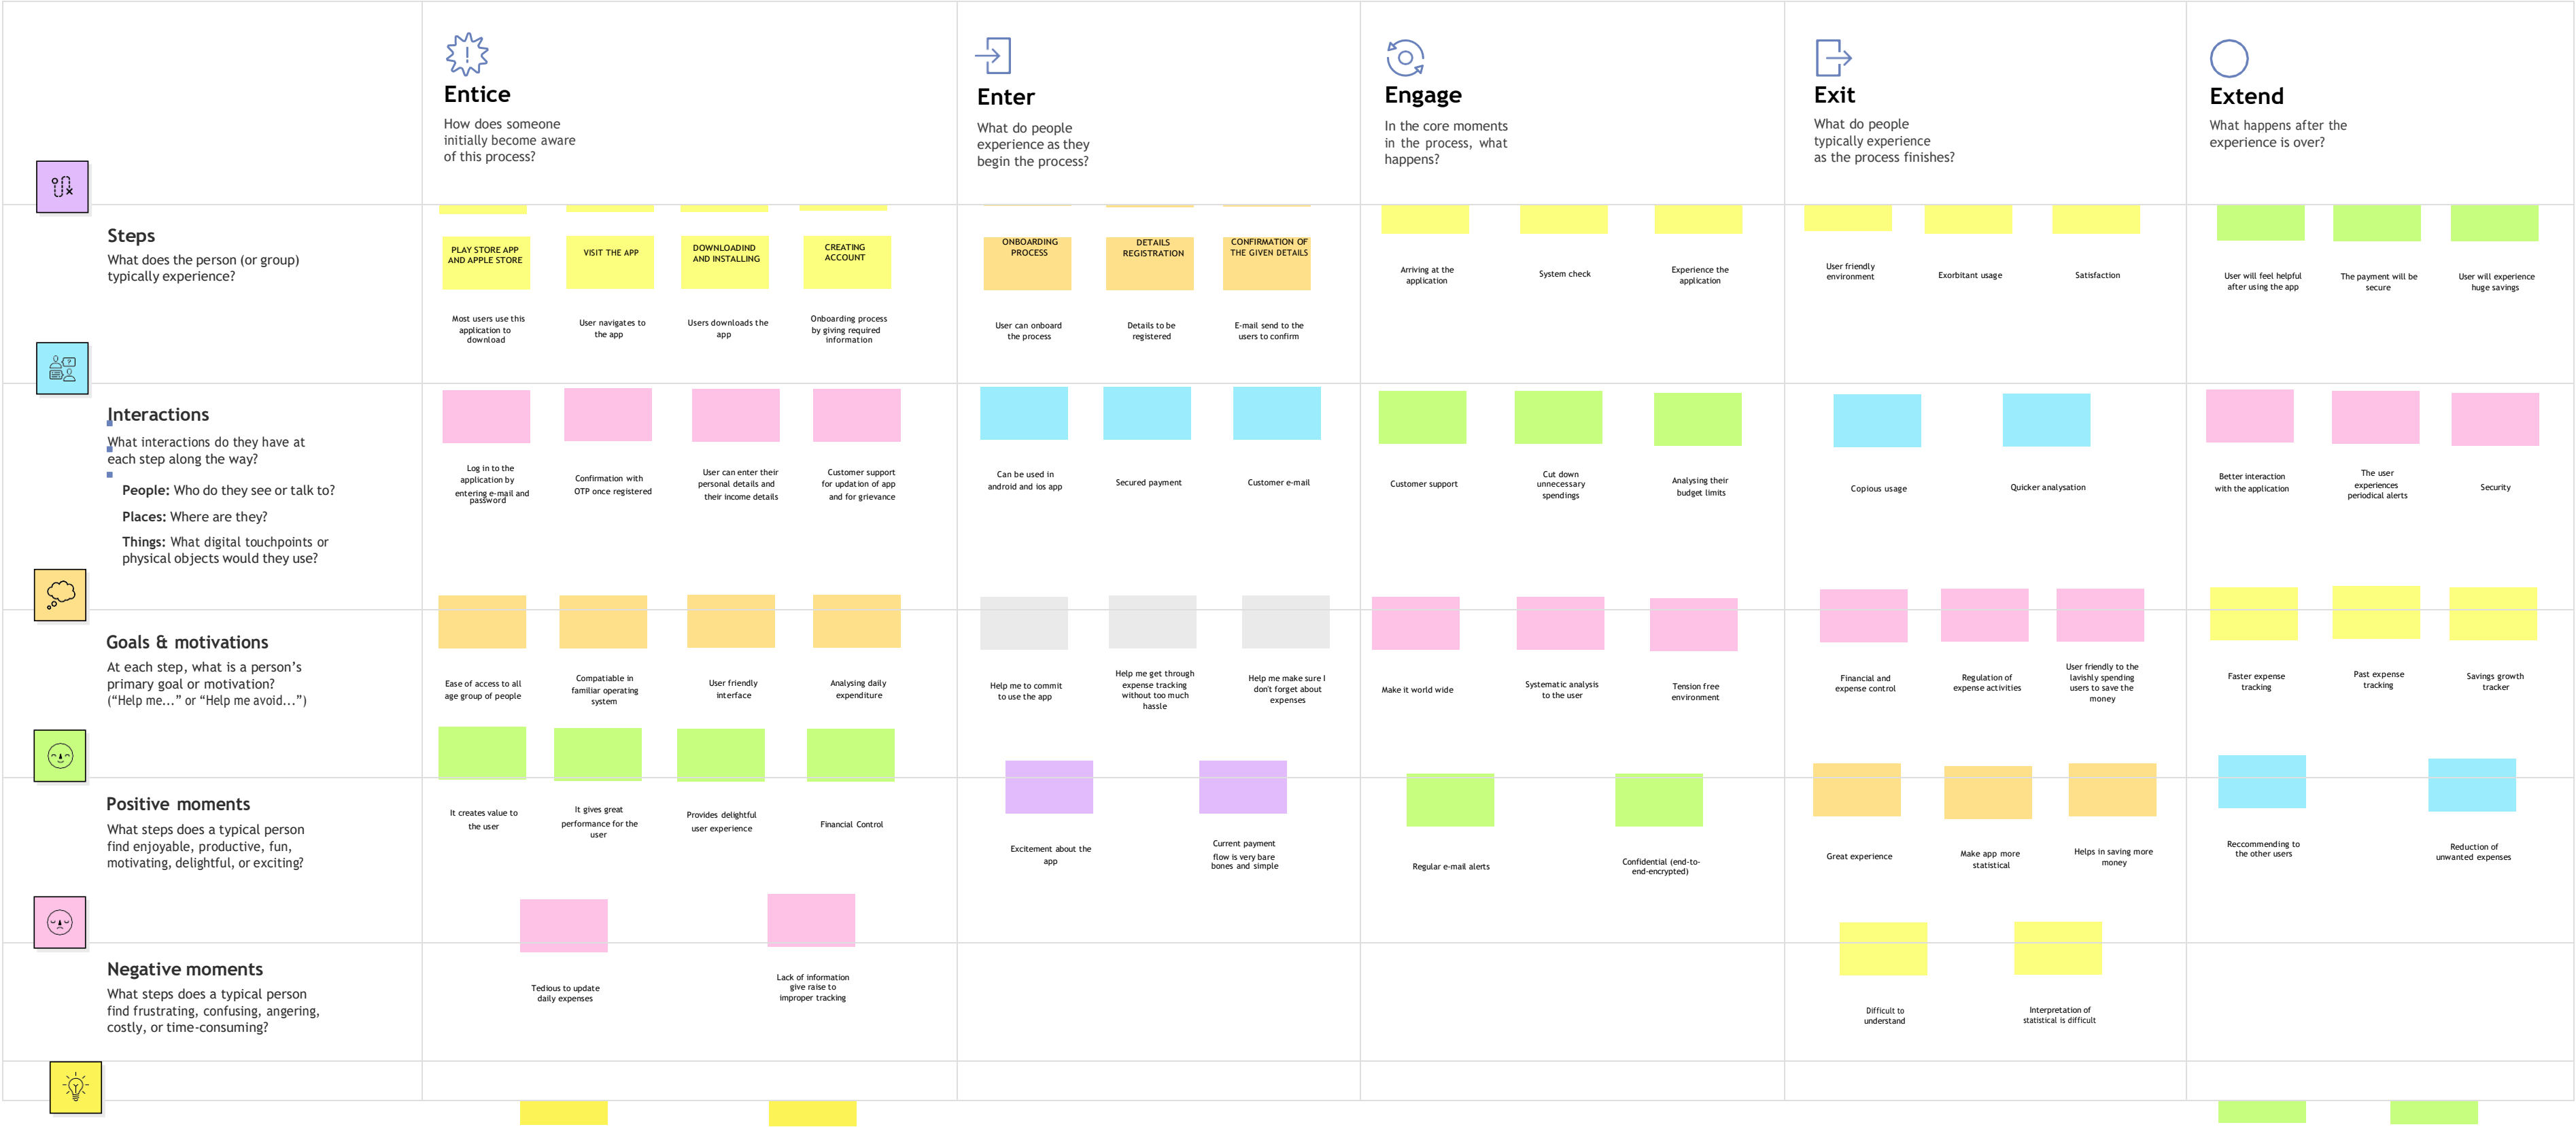 Entice
How does someone
initially become aware
of this process?
Enter
What do people
experience as they
begin the process?
Engage
In the core moments
in the process, what
happens?
Exit
What do people
typically experience
as the process finishes?
Extend
What happens after the
experience is over?
Steps
What does the person (or group)
typically experience?
PLAY STORE APP
AND APPLE STORE
VISIT THE APP
DOWNLOADIND
AND INSTALLING
CREATING
ACCOUNT
ONBOARDING
PROCESS
DETAILS
REGISTRATION
CONFIRMATION OF
THE GIVEN DETAILS
Most users use this
application to
download
User navigates to
the app
Users downloads the
app
Onboarding process
by giving required
information
User can onboard
the process
Details to be
registered
E-mail send to the
users to confirm
Arriving at the
application
System check
Experience the
application
User friendly
environment
Exorbitant usage
Satisfaction
User will feel helpful
after using the app
The payment will be
secure
User will experience
huge savings
Interactions
What interactions do they have at
each step along the way?
People: Who do they see or talk to?
Places: Where are they?
Things: What digital touchpoints or
physical objects would they use?
Log in to the
application by
entering e-mail and
password
Confirmation with
OTP once registered
User can enter their
personal details and
their income details
Customer support
for updation of app
and for grievance
Can be used in
android and ios app
Secured payment
Customer e-mail
Customer support
Cut down
unnecessary
spendings
Analysing their
budget limits
Copious usage
Quicker analysation
Better interaction
with the application
The user
experiences
periodical alerts
Security
Goals & motivations
At each step, what is a person’s
primary goal or motivation?
(“Help me...” or “Help me avoid...”)
Ease of access to all
age group of people
Compatiable in
familiar operating
system
User friendly
interface
Analysing daily
expenditure
Help me to commit
to use the app
Help me get through
expense tracking
without too much
hassle
Help me make sure I
don't forget about
expenses
Make it world wide
Systematic analysis
to the user
Tension free
environment
Financial and
expense control
Regulation of
expense activities
User friendly to the
lavishly spending
users to save the
money
Faster expense
tracking
Past expense
tracking
Savings growth
tracker
Positive moments
What steps does a typical person
find enjoyable, productive, fun,
motivating, delightful, or exciting?
It creates value to
the user
It gives great
performance for the
user
Provides delightful
user experience
Financial Control
Excitement about the
app
Current payment
flow is very bare
bones and simple
Regular e-mail alerts
Confidential (end-to-
end-encrypted)
Great experience
Make app more
statistical
Helps in saving more
money
Reccommending to
the other users
Reduction of
unwanted expenses
Negative moments
What steps does a typical person
find frustrating, confusing, angering,
costly, or time-consuming?
Tedious to update
daily expenses
Lack of information
give raise to
improper tracking
Difficult to
understand
Interpretation of
statistical is difficult